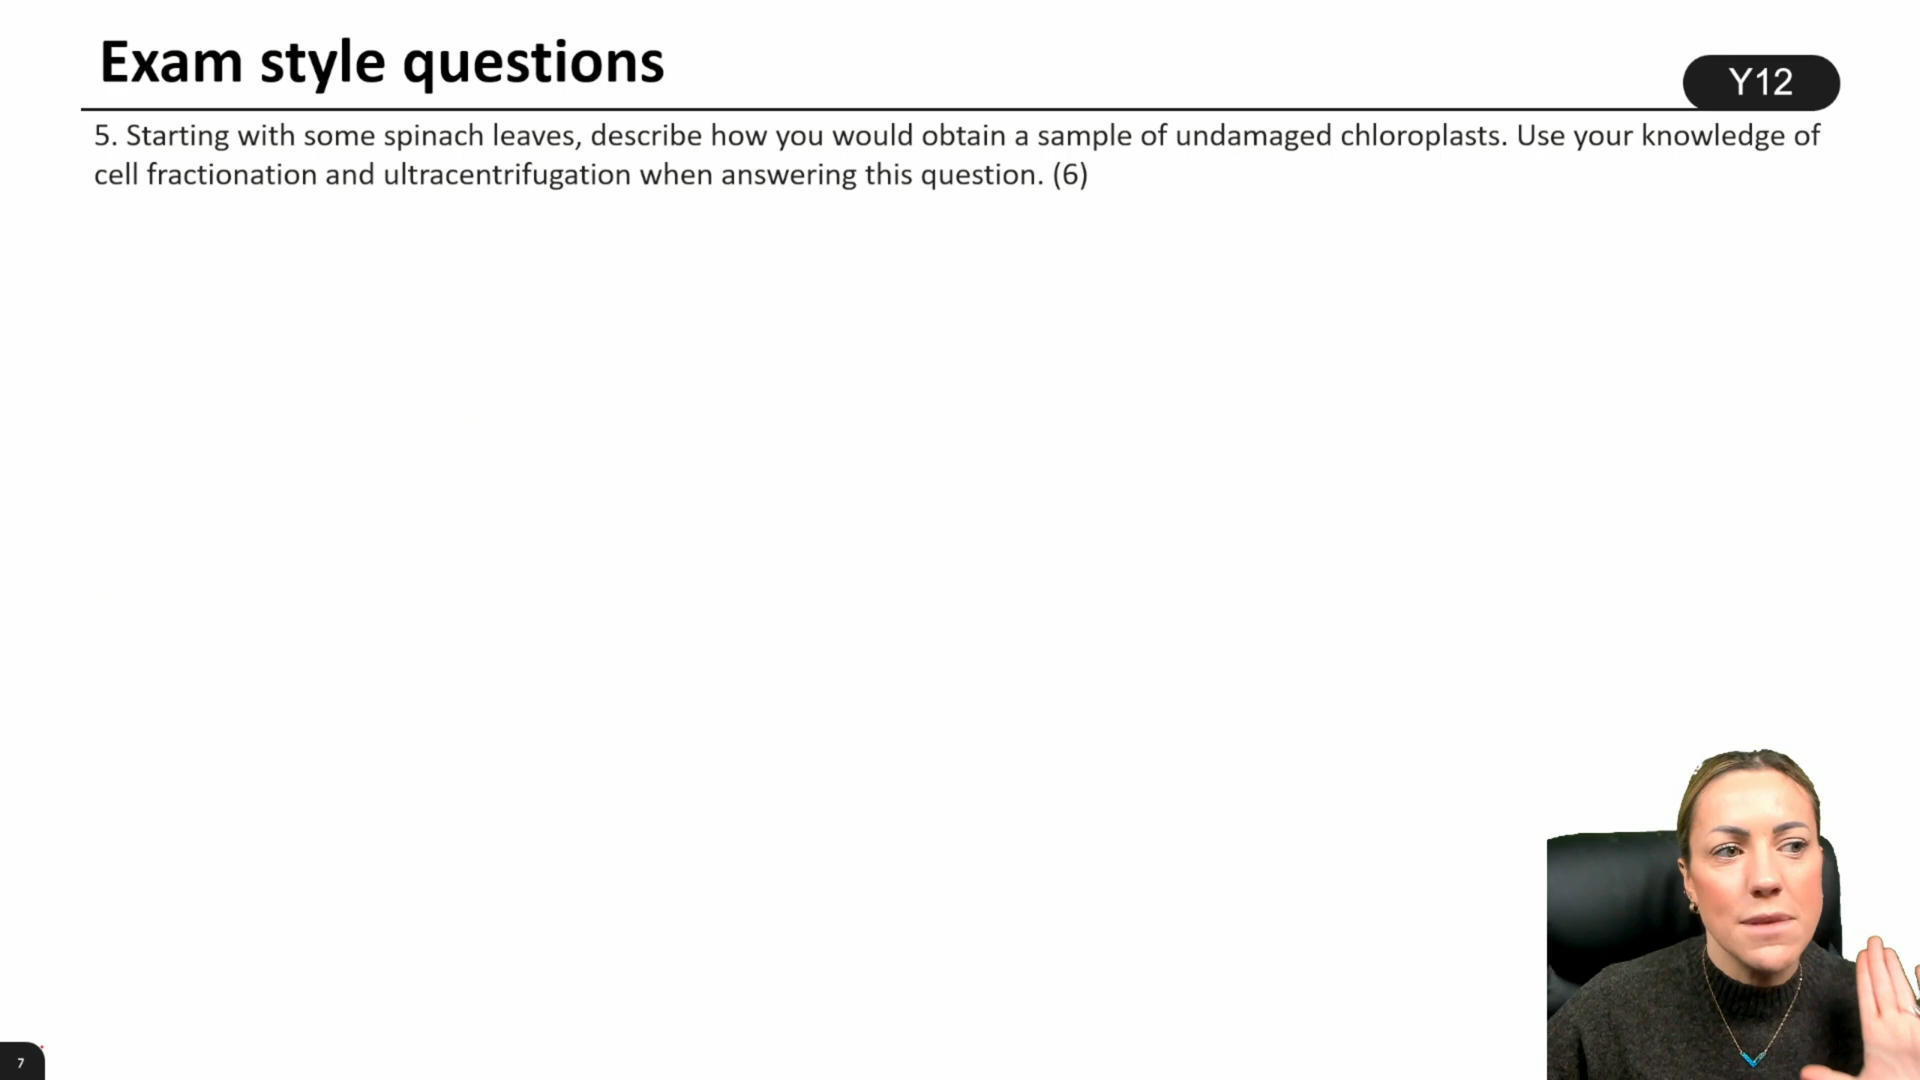 Exam style questions
Y12
5. Starting with some spinach leaves, describe how you would obtain a sample of undamaged chloroplasts. Use your knowledge of
cell fractionation and ultracentrifugation when answering this question. (6)
7